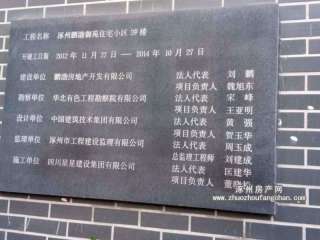 工程名称 涿州鹏渤御苑住宅小区 2# 楼
开竣工日期 2012 年 11 月 22 日——2014 年 10 月 27 日
建设单位 鹏渤房地产开发有限公司 法人代表 刘鹏
项目负责人 魏旭东
勘察单位 华北有色工程勘察院有限公司 法人代表 宋峰
项目负责人 王亚明
设计单位 中国建筑技术集团有限公司 法人代表 黄强
项目负责人 贺玉华
监理单位 涿州市工程建设监理有限公司 法人代表 周玉成
总监理工程师 刘建成
施工单位 四川星星建设集团有限公司 法人代表 匡建华
项目负责人 董晓
涿州房产网
www.zhuozhoufangchan.com